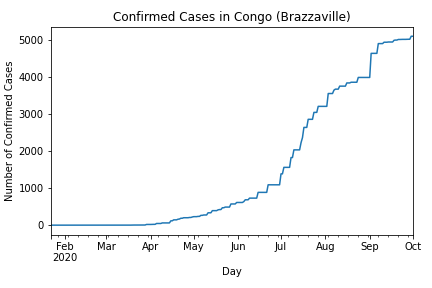 Confirmed Cases in Congo (Brazzaville)
Number of Confirmed Cases
5000
4000
3000
2000
1000
0
Feb Mar Apr May Jun Jul Aug Sep Oct
2020
Day